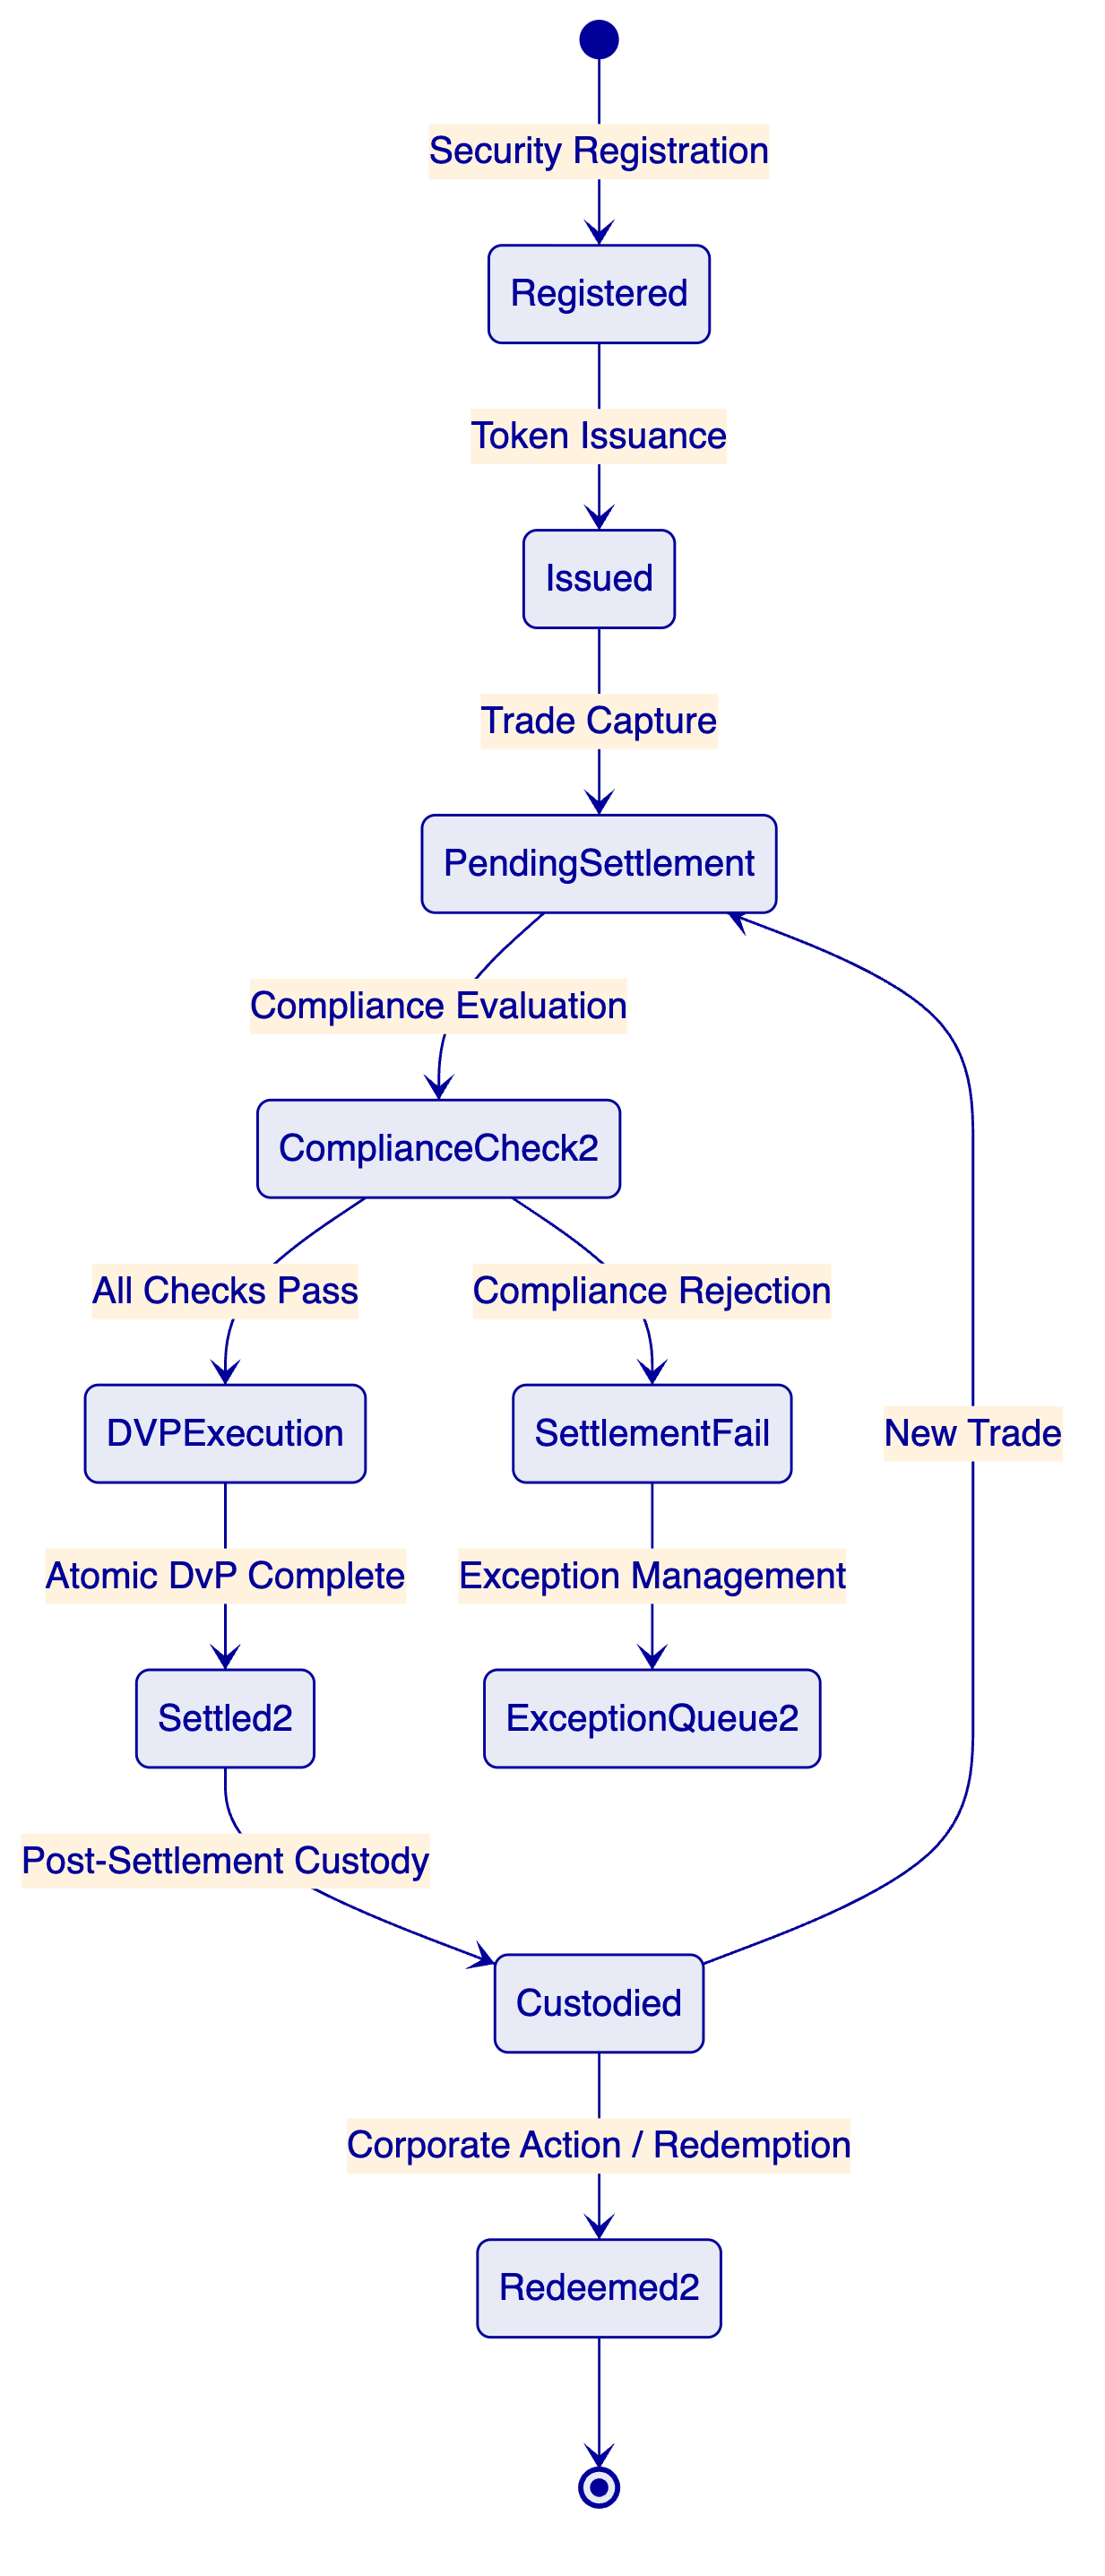 Security Registration
Registered
Token Issuance
Issued
Trade Capture
PendingSettlement
Compliance Evaluation
ComplianceCheck2
All Checks Pass
Compliance Rejection
DVPExecution
SettlementFail
New Trade
Atomic DvP Complete
Exception Management
Settled2
ExceptionQueue2
Post-Settlement Custody
Custodied
Corporate Action / Redemption
Redeemed2